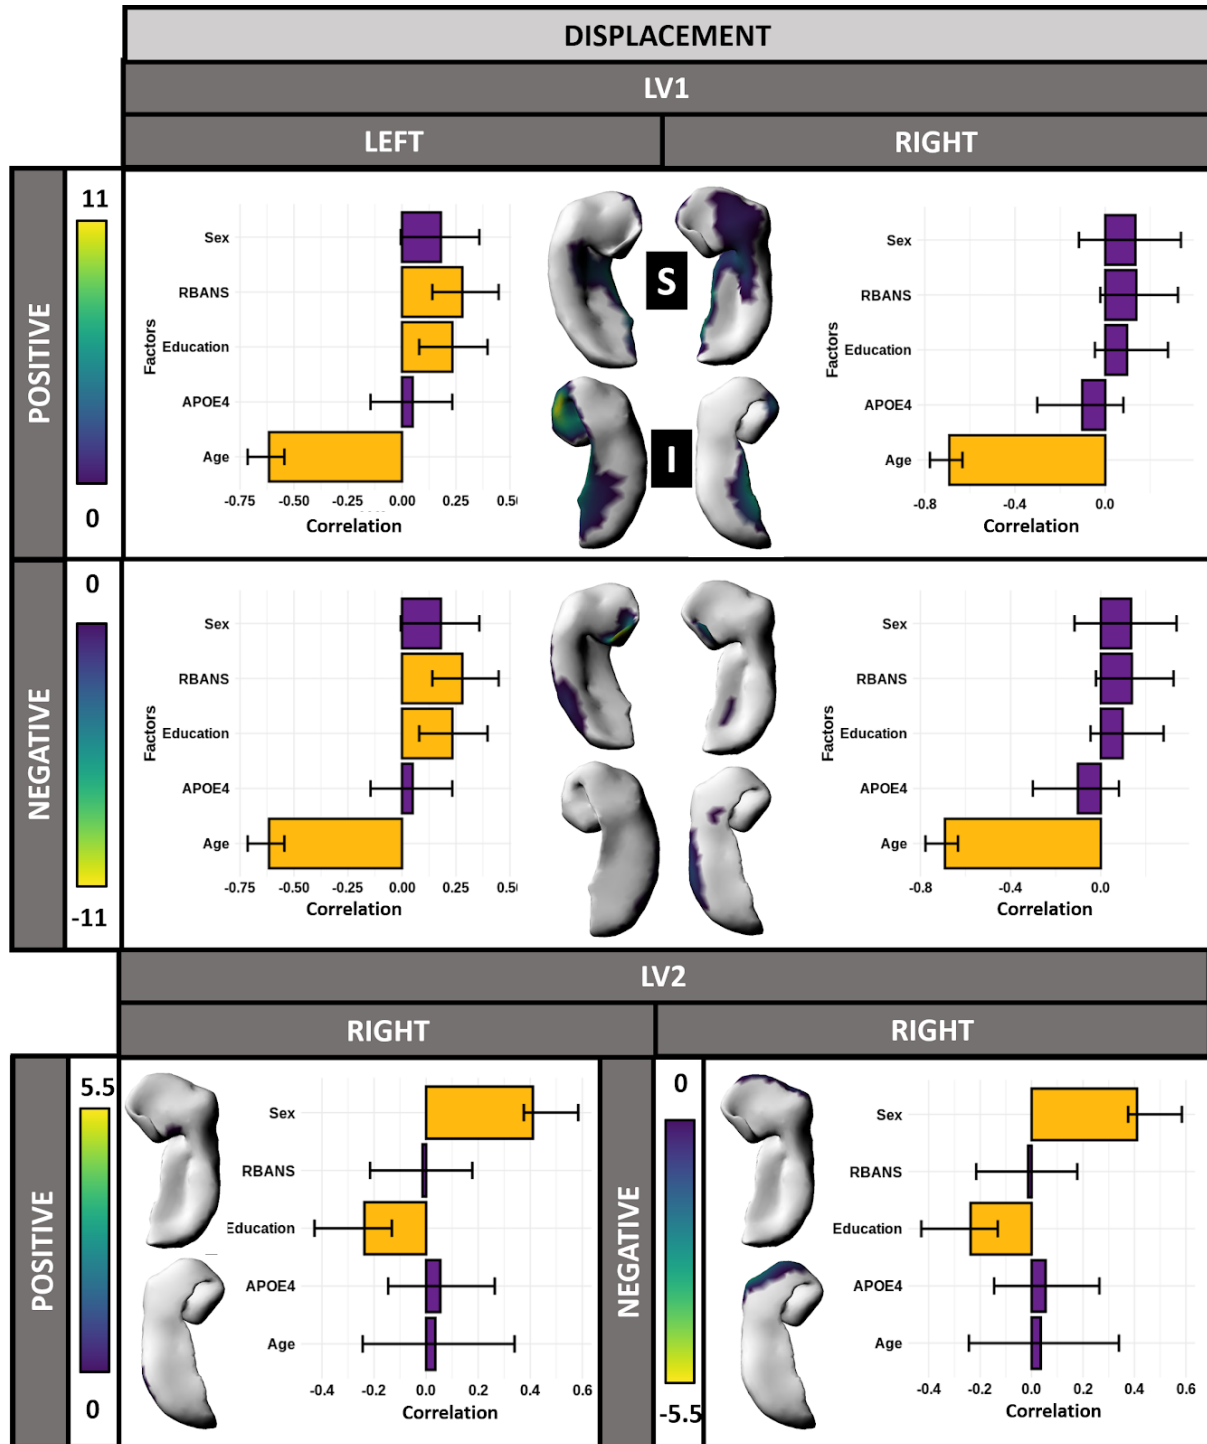 DISPLACEMENT
LV1
LEFT
RIGHT
POSITIVE
11
0
Factors
Sex
RBANS
Education
APOE4
Age
-0.75 -0.50 -0.25 0.00 0.25 0.5
Correlation
S
I
Factors
Sex
RBANS
Education
APOE4
Age
-0.8 -0.4 0.0
Correlation
NEGATIVE
0
-11
Factors
Sex
RBANS
Education
APOE4
Age
-0.75 -0.50 -0.25 0.00 0.25 0.5
Correlation
Factors
Sex
RBANS
Education
APOE4
Age
-0.8 -0.4 0.0
Correlation
LV2
RIGHT
RIGHT
POSITIVE
5.5
0
Sex
RBANS
Education
APOE4
Age
-0.4 -0.2 0.0 0.2 0.4 0.6
Correlation
NEGATIVE
0
-5.5
Sex
RBANS
Education
APOE4
Age
-0.4 -0.2 0.0 0.2 0.4 0.6
Correlation